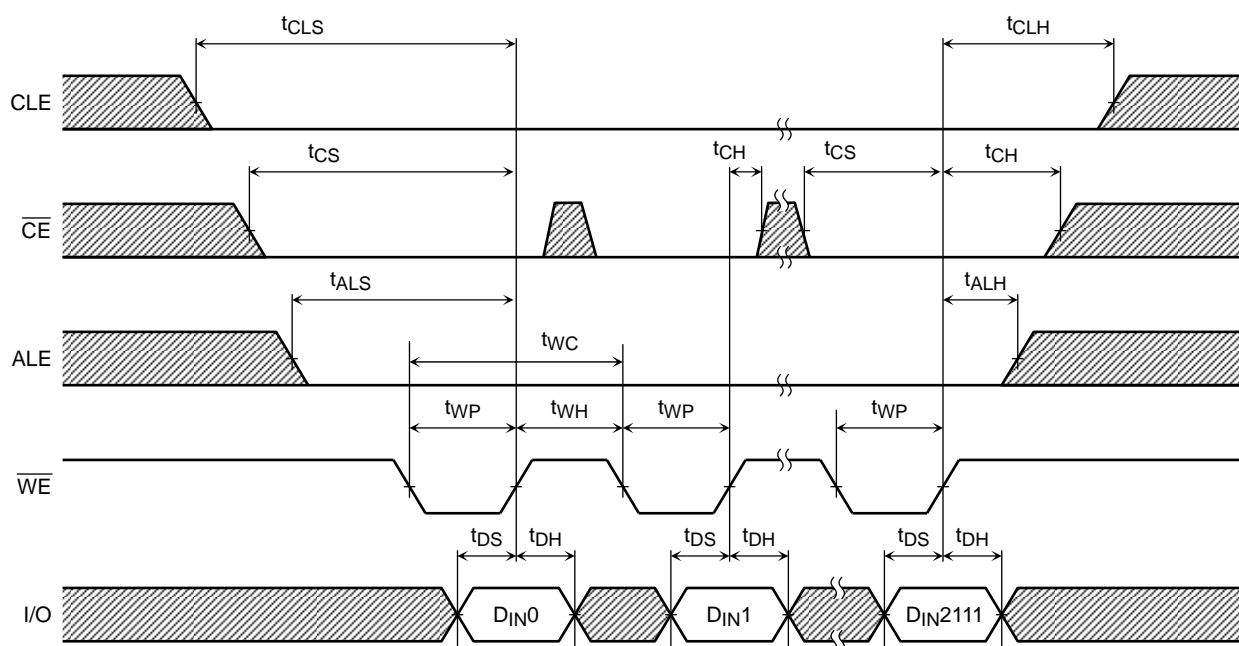 tCLS tCLH
CLE
tCS tCH tCS tCH
CE
tALS tALH
tWC
ALE
tWP tWH tWP tWP
WE
tDS tDH tDS tDH tDS tDH
I/O DIN0 DIN1 DIN2111